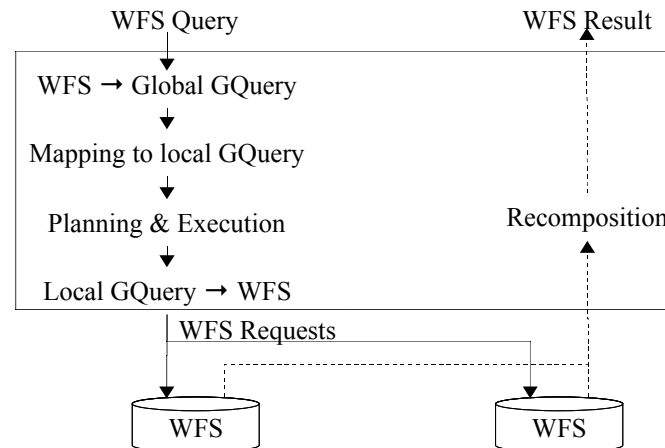 WFS Query
WFS Result
WFS → Global GQuery
Mapping to local GQuery
Planning & Execution
Recomposition
Local GQuery → WFS
WFS Requests
WFS
WFS